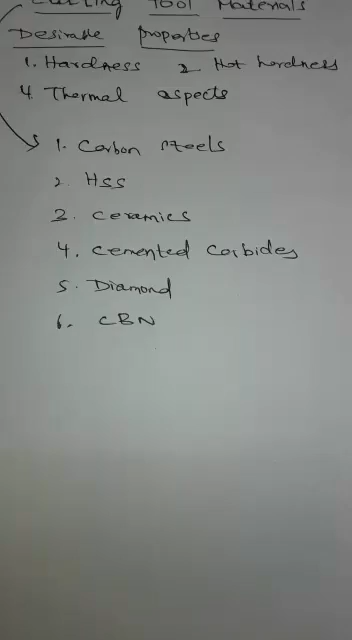 Cutting Tool Materials
Desirable properties
1. Hardness 2 Hot hardness
4. Thermal aspects
1. Carbon steels
2. HSS
3. Ceramics
4. Cemented Carbides
5. Diamond
6. CBN